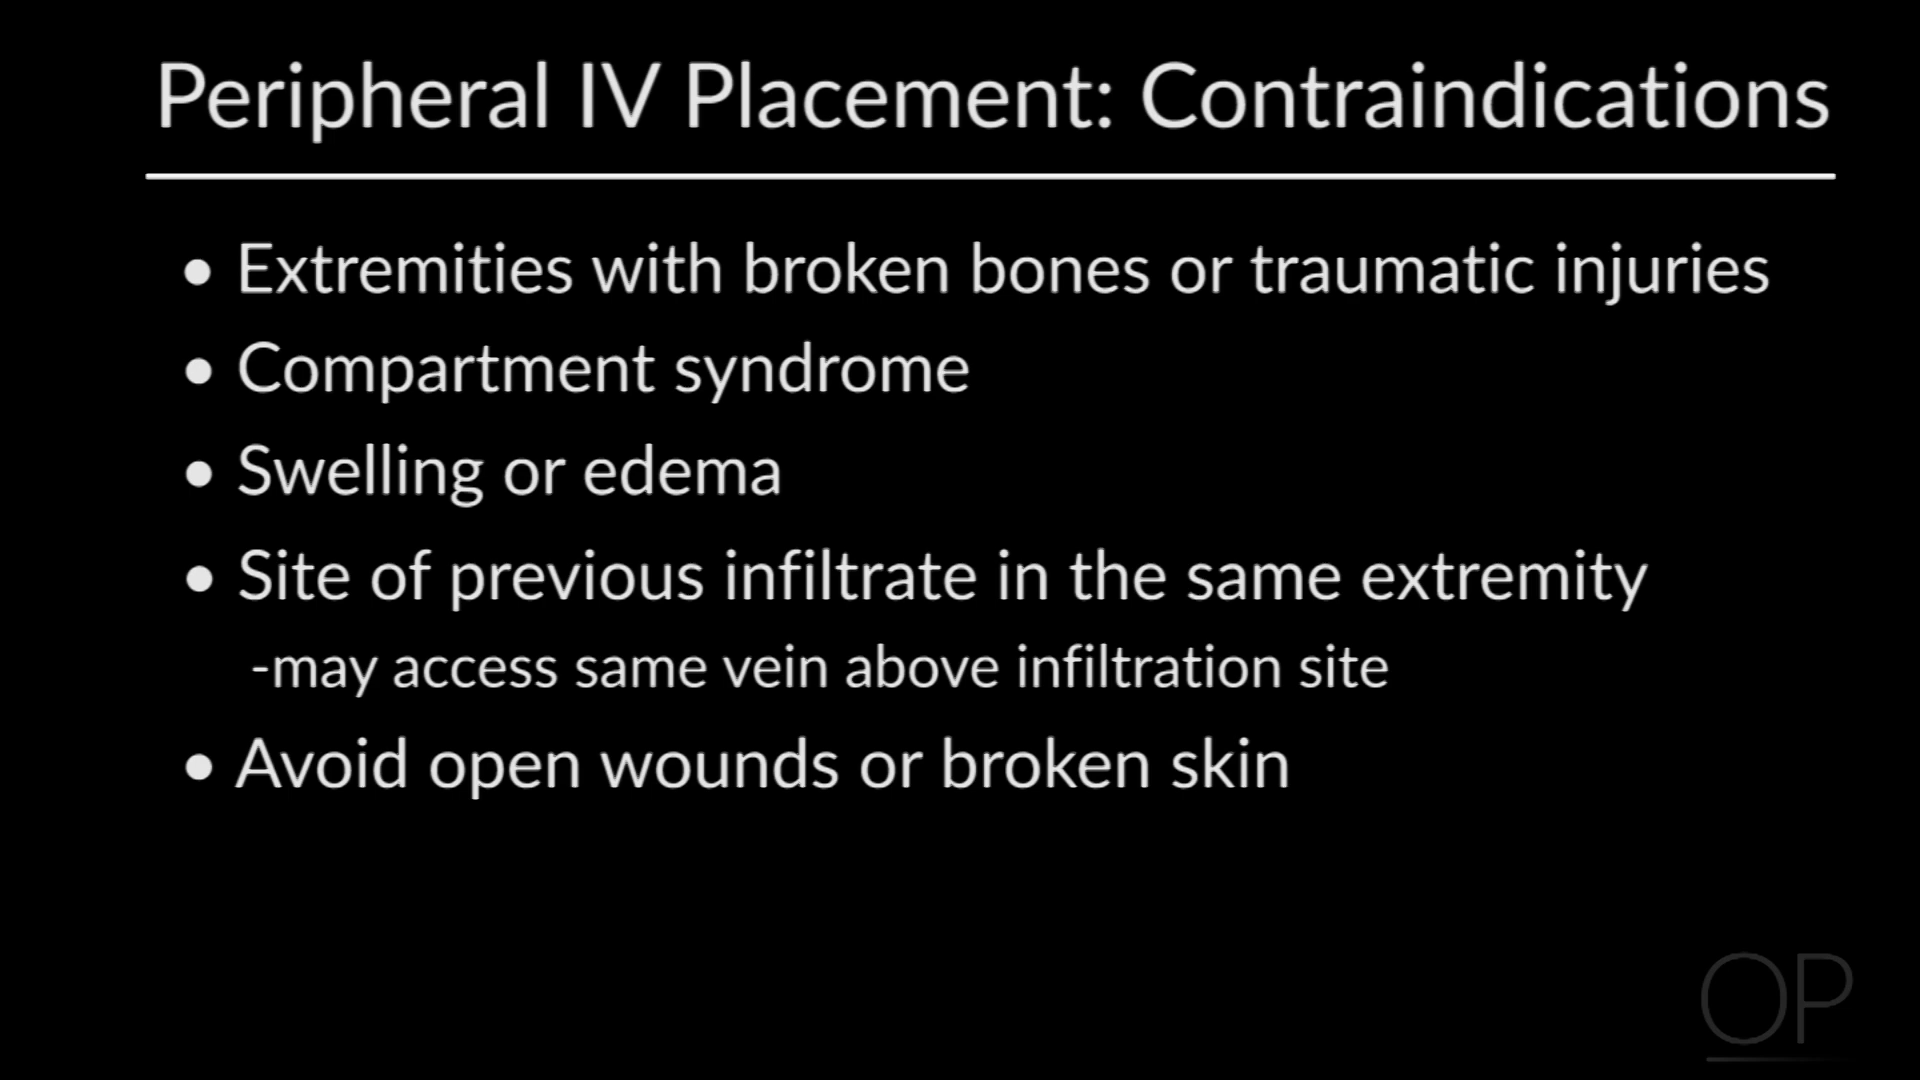 Peripheral IV Placement: Contraindications
• Extremities with broken bones or traumatic injuries
• Compartment syndrome
• Swelling or edema
• Site of previous infiltrate in the same extremity
-may access same vein above infiltration site
• Avoid open wounds or broken skin
OP